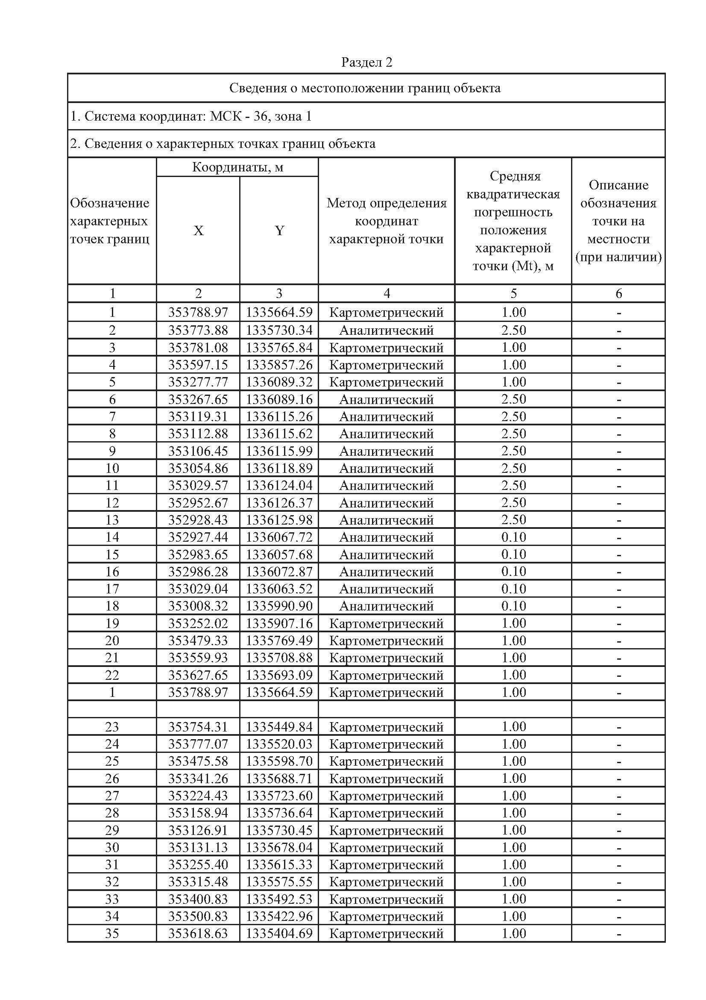 Раздел 2
Сведения о местоположении границ объекта
1. Система координат: МСК - 36, зона 1
2. Сведения о характерных точках границ объекта
Обозначение
характерных
точек границ
Координаты, м
X Y
Метод определения
координат
характерной точки
Средняя
квадратическая
погрешность
положения
характерной
точки (Mt), м
Описание
обозначения
точки на
местности
(при наличии)
1 2 3 4 5 6
1 353788.97 1335664.59 Картометрический 1.00 -
2 353773.88 1335730.34 Аналитический 2.50 -
3 353781.08 1335765.84 Картометрический 1.00 -
4 353597.15 1335857.26 Картометрический 1.00 -
5 353277.77 1336089.32 Картометрический 1.00 -
6 353267.65 1336089.16 Аналитический 2.50 -
7 353119.31 1336115.26 Аналитический 2.50 -
8 353112.88 1336115.62 Аналитический 2.50 -
9 353106.45 1336115.99 Аналитический 2.50 -
10 353054.86 1336118.89 Аналитический 2.50 -
11 353029.57 1336124.04 Аналитический 2.50 -
12 352952.67 1336126.37 Аналитический 2.50 -
13 352928.43 1336125.98 Аналитический 2.50 -
14 352927.44 1336067.72 Аналитический 0.10 -
15 352983.65 1336057.68 Аналитический 0.10 -
16 352986.28 1336072.87 Аналитический 0.10 -
17 353029.04 1336063.52 Аналитический 0.10 -
18 353008.32 1335990.90 Аналитический 0.10 -
19 353252.02 1335907.16 Картометрический 1.00 -
20 353479.33 1335769.49 Картометрический 1.00 -
21 353559.93 1335708.88 Картометрический 1.00 -
22 353627.65 1335693.09 Картометрический 1.00 -
1 353788.97 1335664.59 Картометрический 1.00 -
23 353754.31 1335449.84 Картометрический 1.00 -
24 353777.07 1335520.03 Картометрический 1.00 -
25 353475.58 1335598.70 Картометрический 1.00 -
26 353341.26 1335688.71 Картометрический 1.00 -
27 353224.43 1335723.60 Картометрический 1.00 -
28 353158.94 1335736.64 Картометрический 1.00 -
29 353126.91 1335730.45 Картометрический 1.00 -
30 353131.13 1335678.04 Картометрический 1.00 -
31 353255.40 1335615.33 Картометрический 1.00 -
32 353315.48 1335575.55 Картометрический 1.00 -
33 353400.83 1335492.53 Картометрический 1.00 -
34 353500.83 1335422.96 Картометрический 1.00 -
35 353618.63 1335404.69 Картометрический 1.00 -